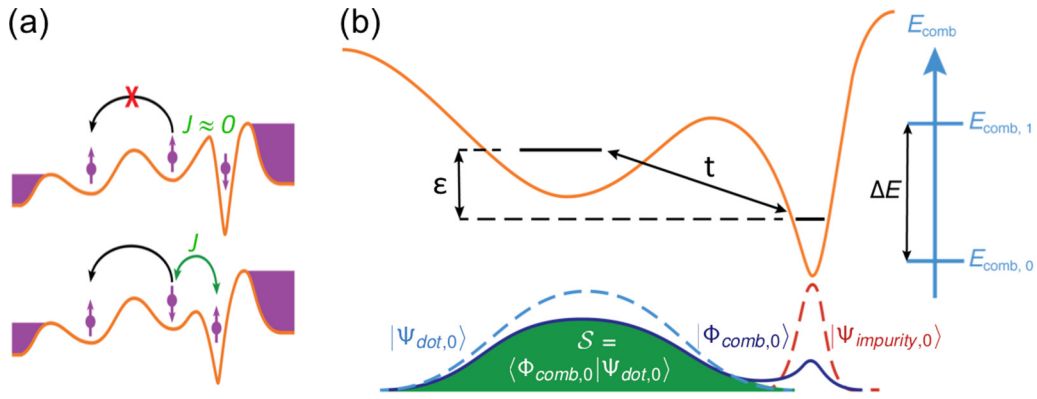 (a)
X
J ≈ 0
J
(b)
E_comb
E_comb, 1
ε
t
ΔE
E_comb, 0
|Ψ_dot,0⟩
S =
⟨Φ_comb,0|Ψ_dot,0⟩
|Φ_comb,0⟩
|Ψ_impurity,0⟩